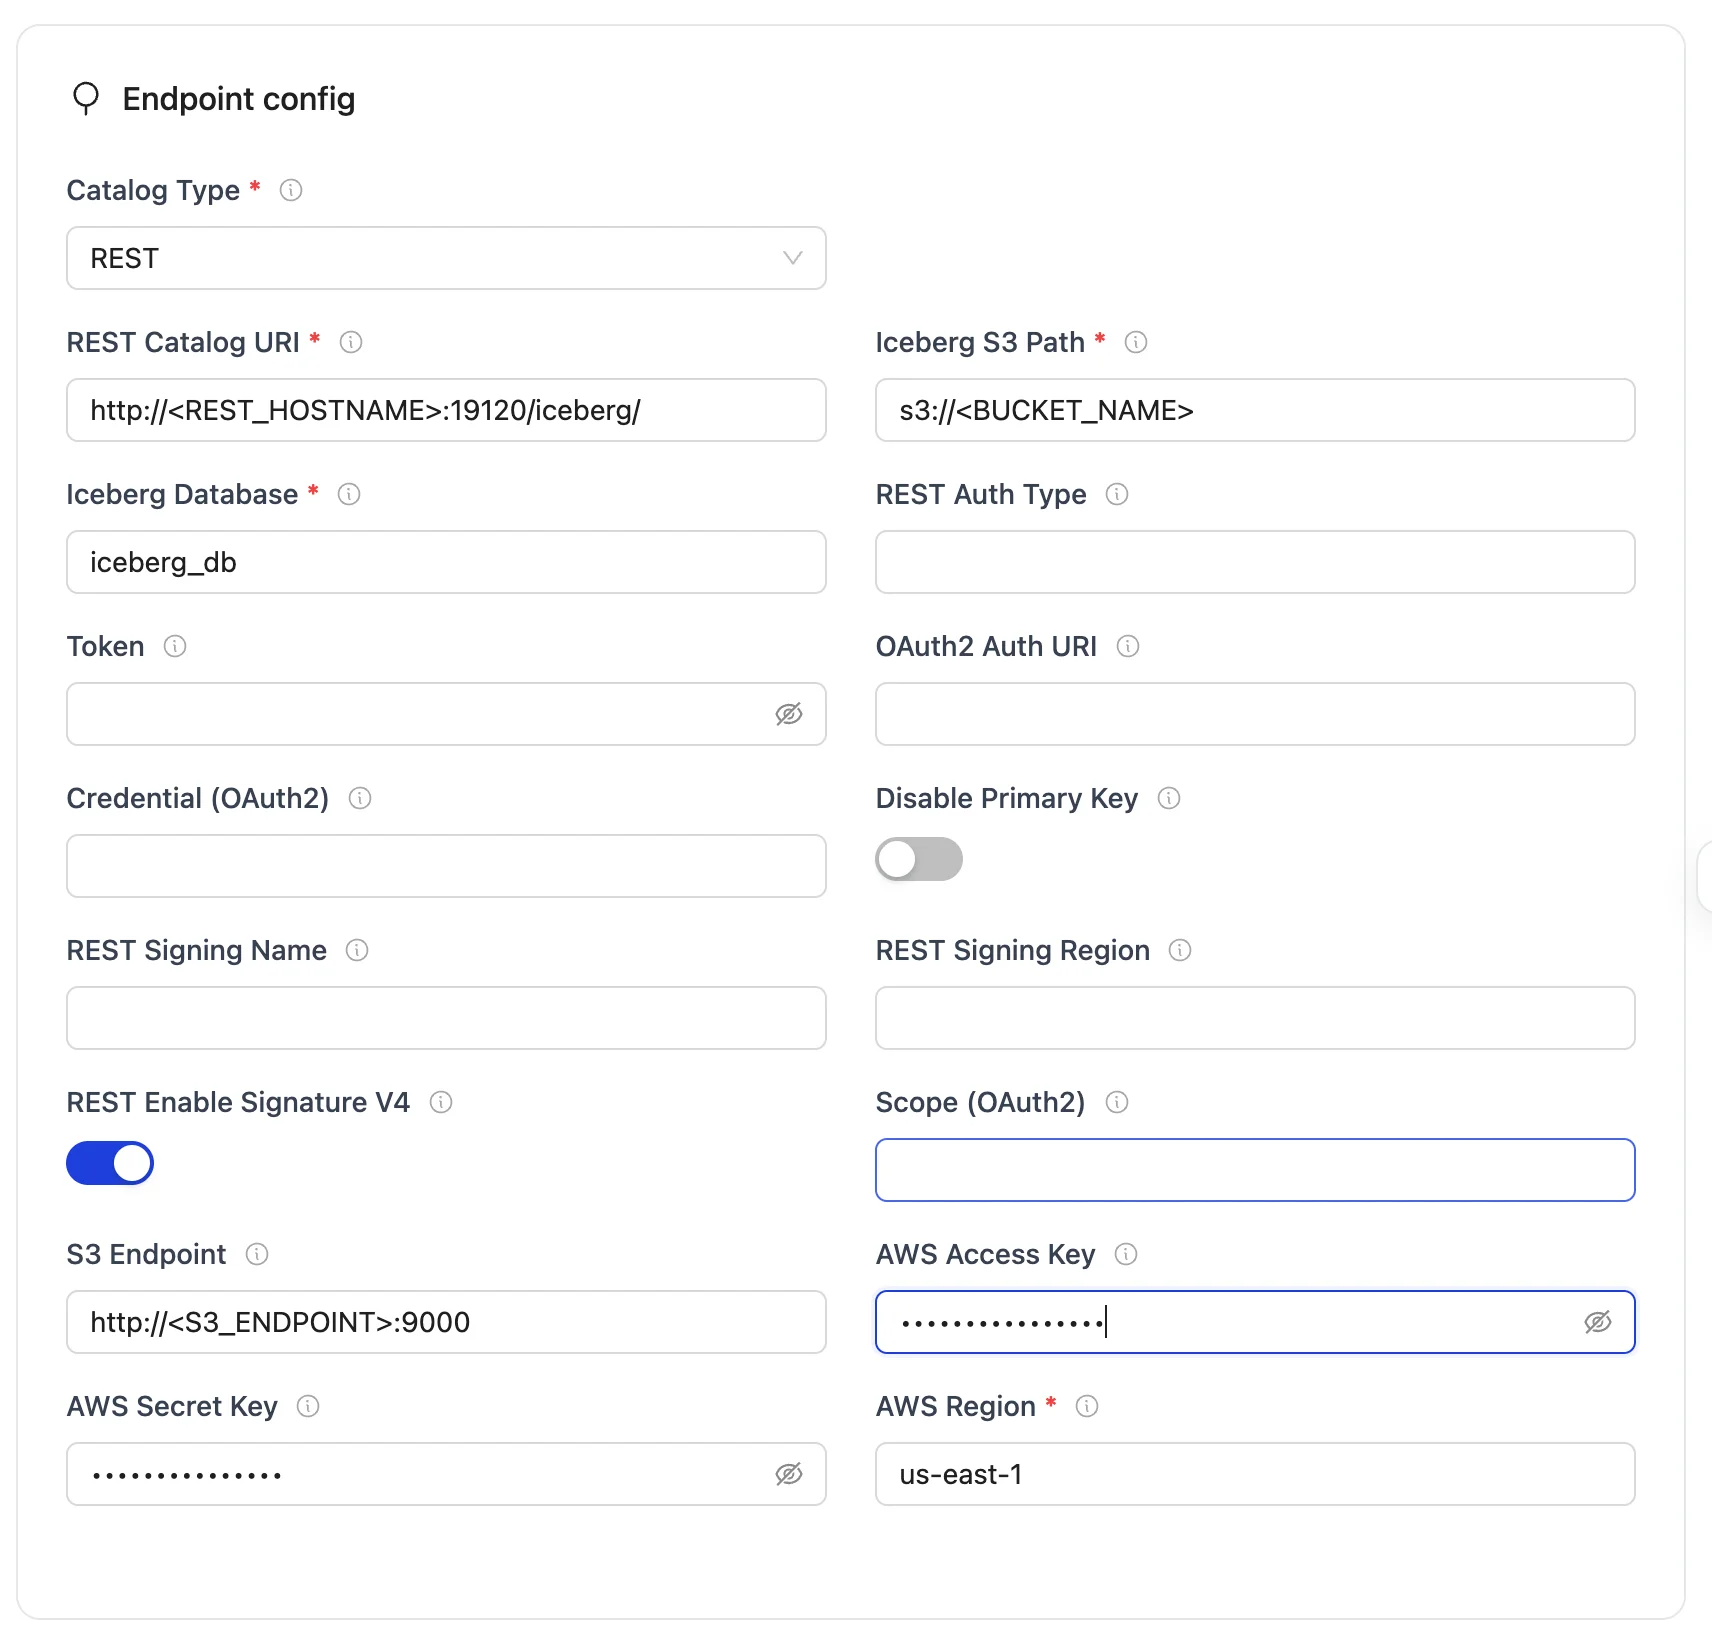 Endpoint config
Catalog Type *
REST
REST Catalog URI *
Iceberg S3 Path *
http://<REST_HOSTNAME>:19120/iceberg/
s3://<BUCKET_NAME>
Iceberg Database *
REST Auth Type
iceberg_db
Token
OAuth2 Auth URI
Credential (OAuth2)
Disable Primary Key
REST Signing Name
REST Signing Region
REST Enable Signature V4
Scope (OAuth2)
S3 Endpoint
AWS Access Key
http://<S3_ENDPOINT>:9000
••••••••••••••••
AWS Secret Key
AWS Region *
•••••••••••••••
us-east-1